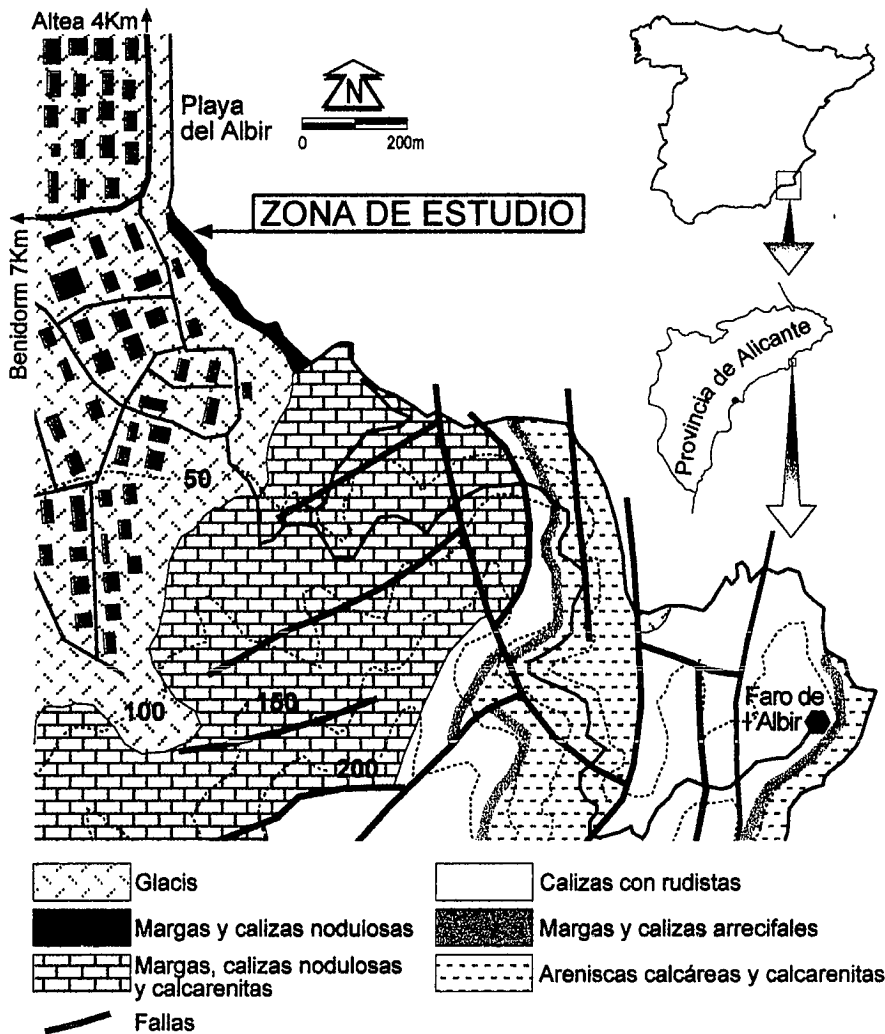 Altea 4Km
Playa
del Albir
N
0 200m
ZONA DE ESTUDIO
Benidorm 7Km
Provincia de Alicante
50
100
150
200
Faro de
l'Albir
Glacis
Margas y calizas nodulosas
Margas, calizas nodulosas
y calcarenitas
Fallas
Calizas con rudistas
Margas y calizas arrecifales
Areniscas calcáreas y calcarenitas